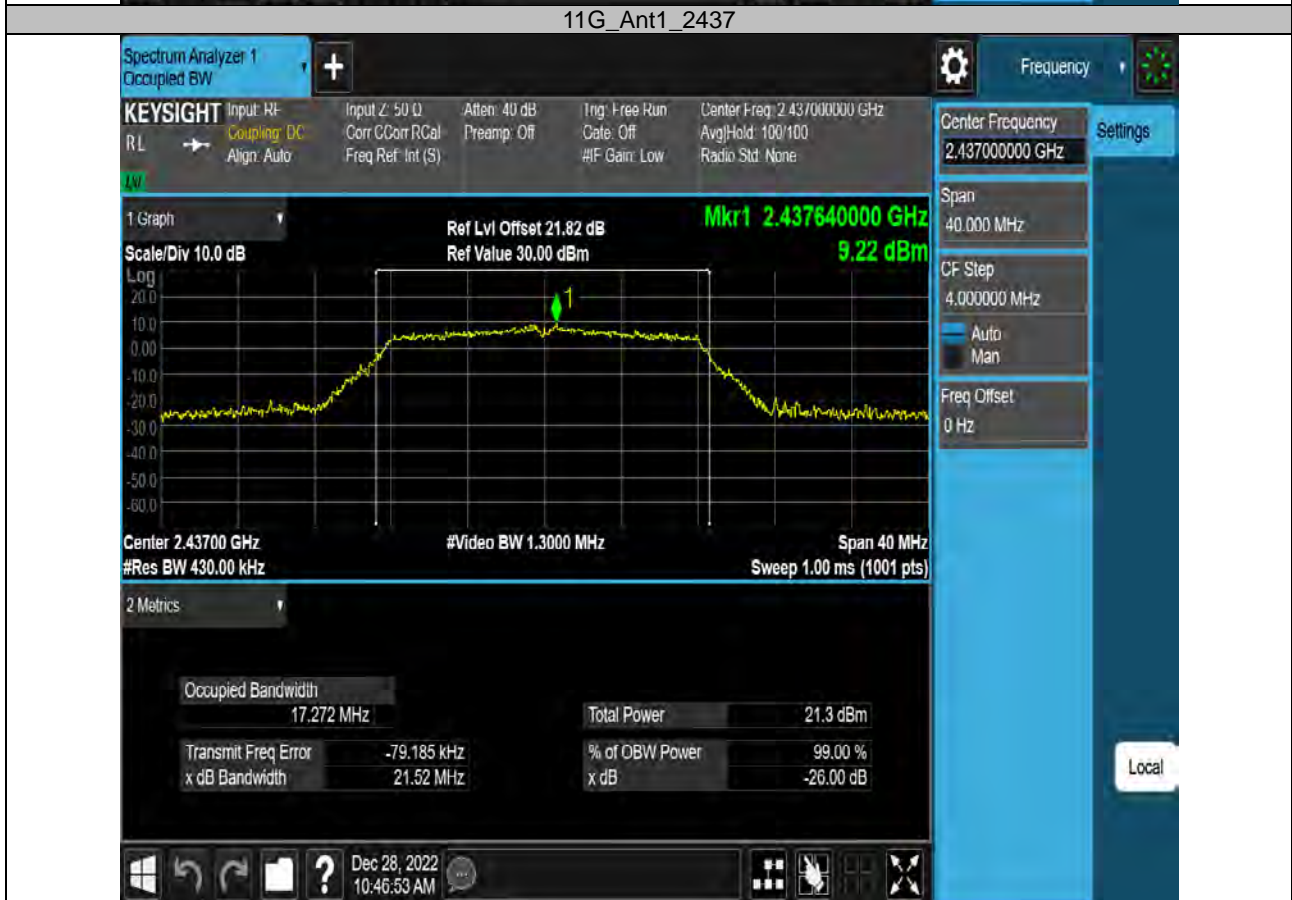 11G_Ant1_2437
Spectrum Analyzer 1
Occupied BW
Frequency
KEYSIGHT
RL
Input: RF
Coupling: DC
Align: Auto
Input Z: 50 Ω
Corr CCorr RCal
Freq Ref: Int (S)
Atten: 40 dB
Preamp: Off
Trig: Free Run
Gate: Off
#IF Gain: Low
Center Freq: 2.437000000 GHz
Avg|Hold: 100/100
Radio Std: None
1 Graph
Scale/Div 10.0 dB
Ref Lvl Offset 21.82 dB
Ref Value 30.00 dBm
Mkr1 2.437640000 GHz
9.22 dBm
Log
20.0
10.0
0.00
-10.0
-20.0
-30.0
-40.0
-50.0
-60.0
1
Center 2.43700 GHz
#Res BW 430.00 kHz
#Video BW 1.3000 MHz
Span 40 MHz
Sweep 1.00 ms (1001 pts)
2 Metrics
Occupied Bandwidth
17.272 MHz
Transmit Freq Error -79.185 kHz
x dB Bandwidth 21.52 MHz
Total Power 21.3 dBm
% of OBW Power 99.00 %
x dB -26.00 dB
Center Frequency
2.437000000 GHz
Settings
Span
40.000 MHz
CF Step
4.000000 MHz
Auto
Man
Freq Offset
0 Hz
Local
?
Dec 28, 2022
10:46:53 AM